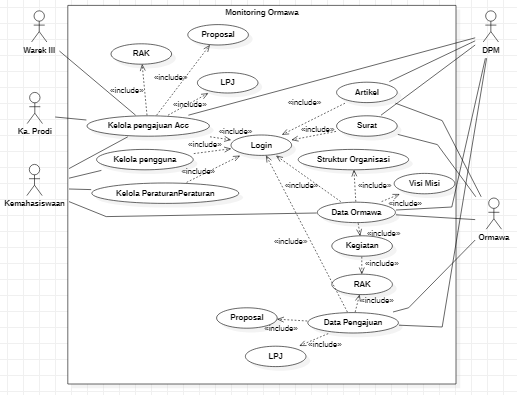 Monitoring Ormawa
Proposal
Warek III
RAK
DPM
«include»
«include»
LPJ
Artikel
«include»
«include»
Ka. Prodi
Kelola pengajuan Acc
Surat
«include»
«include»
Login
«include»
Kelola pengguna
Struktur Organisasi
«include»
Visi Misi
Kemahasiswaan
Kelola PeraturanPeraturan
«include»
«include»
«include»
Data Ormawa
«include»
Ormawa
«include»
Kegiatan
«include»
«include»
RAK
«include»
Proposal
Data Pengajuan
«include»
«include»
LPJ